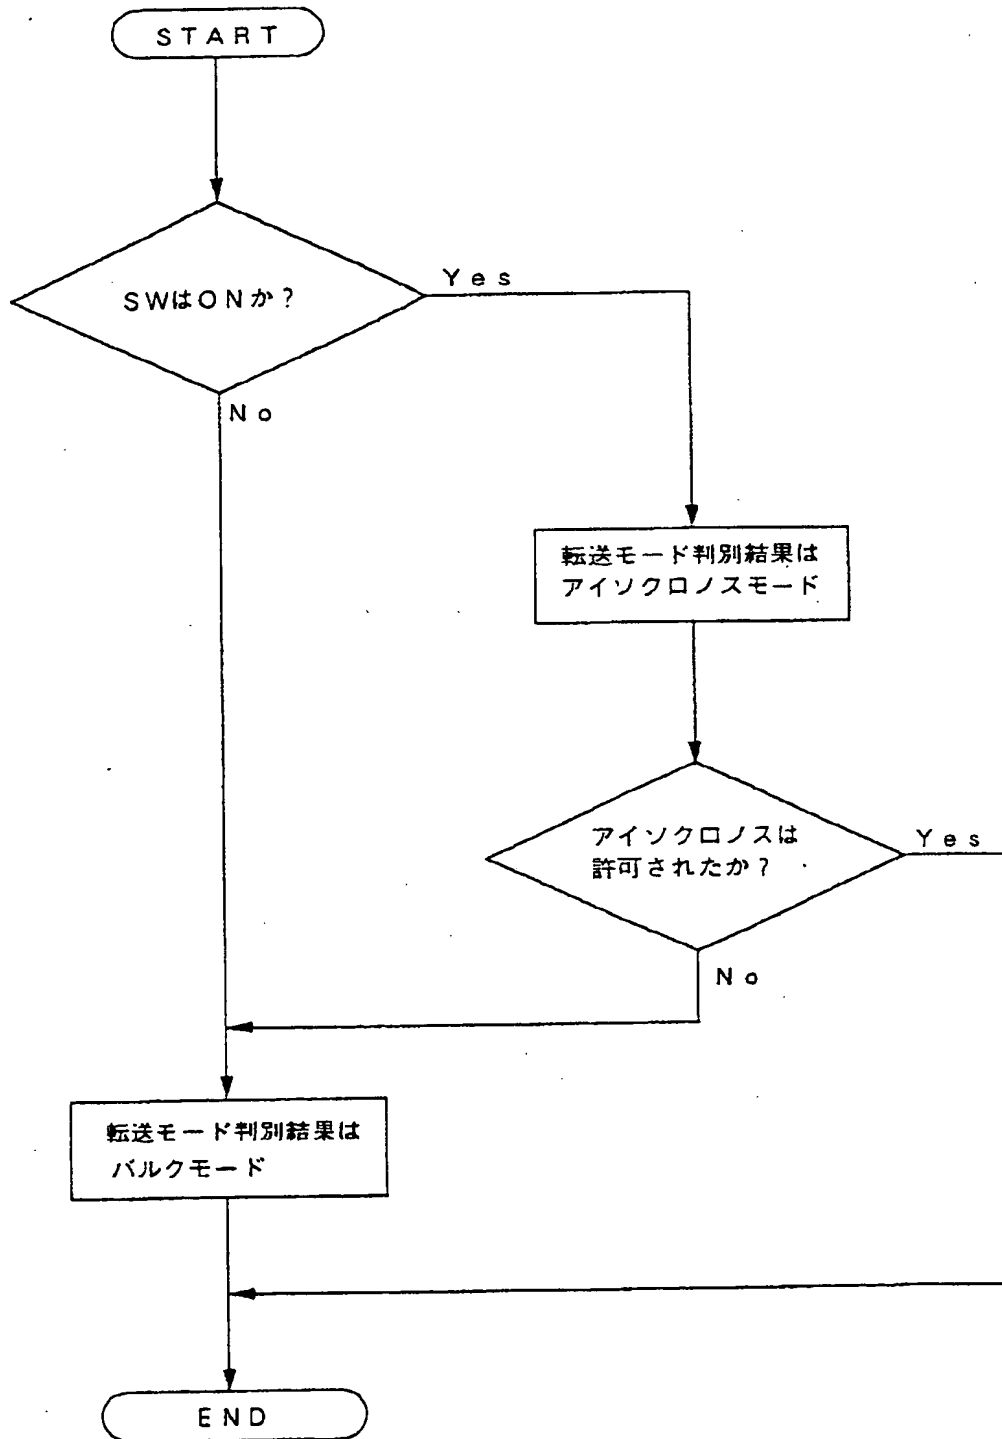 START
SWはONか？
Yes
No
転送モード判別結果は
アイソクロノスモード
アイソクロノスは
許可されたか？
Yes
No
転送モード判別結果は
バルクモード
END